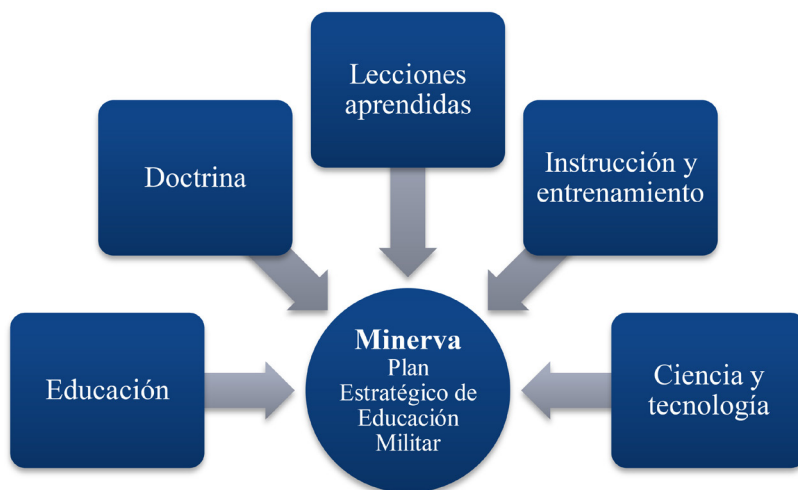 Lecciones
aprendidas
Doctrina
Instrucción y
entrenamiento
Educación
Minerva
Plan
Estratégico de
Educación
Militar
Ciencia y
tecnología